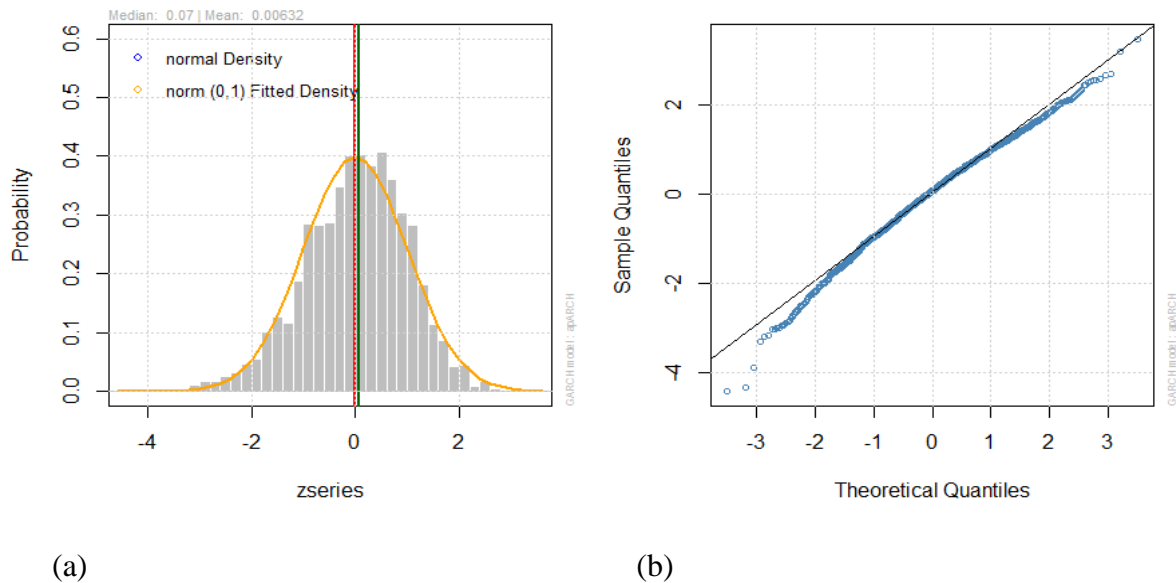 Median: 0.07 | Mean: 0.00632
normal Density
norm (0,1) Fitted Density
Probability
0.0
0.1
0.2
0.3
0.4
0.5
0.6
-4
-2
0
2
zseries
GARCH model : apARCH
(a)
Sample Quantiles
-4
-2
0
2
-3
-2
-1
0
1
2
3
Theoretical Quantiles
GARCH model : apARCH
(b)